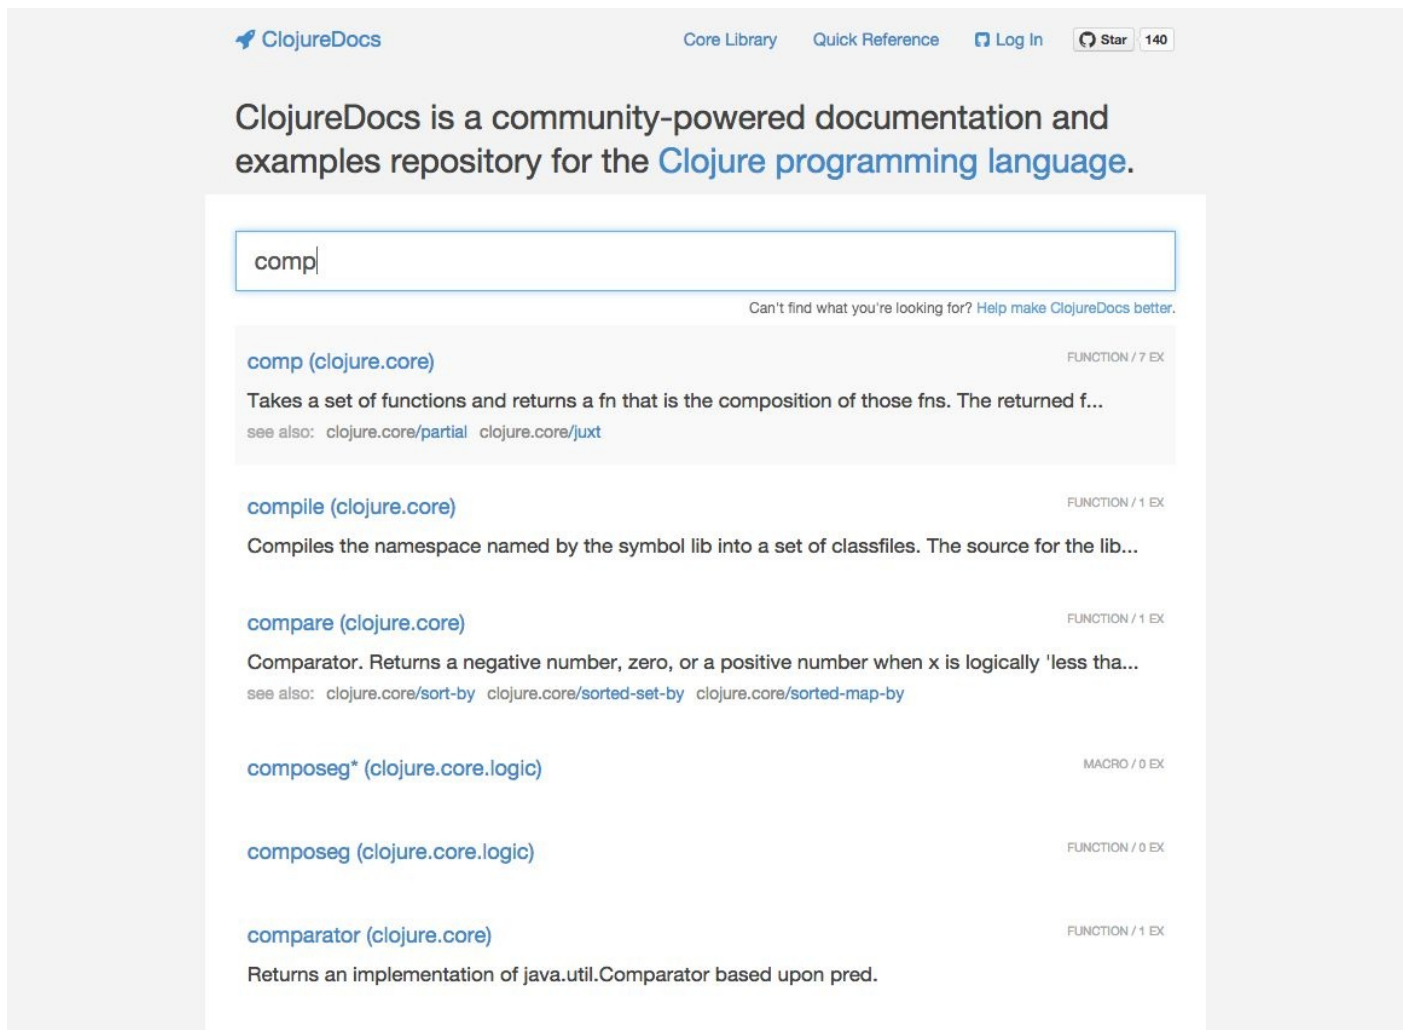 ClojureDocs Core Library Quick Reference Log In Star 140
ClojureDocs is a community-powered documentation and
examples repository for the Clojure programming language.
comp
Can't find what you're looking for? Help make ClojureDocs better.
comp (clojure.core) FUNCTION / 7 EX
Takes a set of functions and returns a fn that is the composition of those fns. The returned f...
see also: clojure.core/partial clojure.core/juxt
compile (clojure.core) FUNCTION / 1 EX
Compiles the namespace named by the symbol lib into a set of classfiles. The source for the lib...
compare (clojure.core) FUNCTION / 1 EX
Comparator. Returns a negative number, zero, or a positive number when x is logically 'less tha...
see also: clojure.core/sort-by clojure.core/sorted-set-by clojure.core/sorted-map-by
composeg* (clojure.core.logic) MACRO / 0 EX
composeg (clojure.core.logic) FUNCTION / 0 EX
comparator (clojure.core) FUNCTION / 1 EX
Returns an implementation of java.util.Comparator based upon pred.